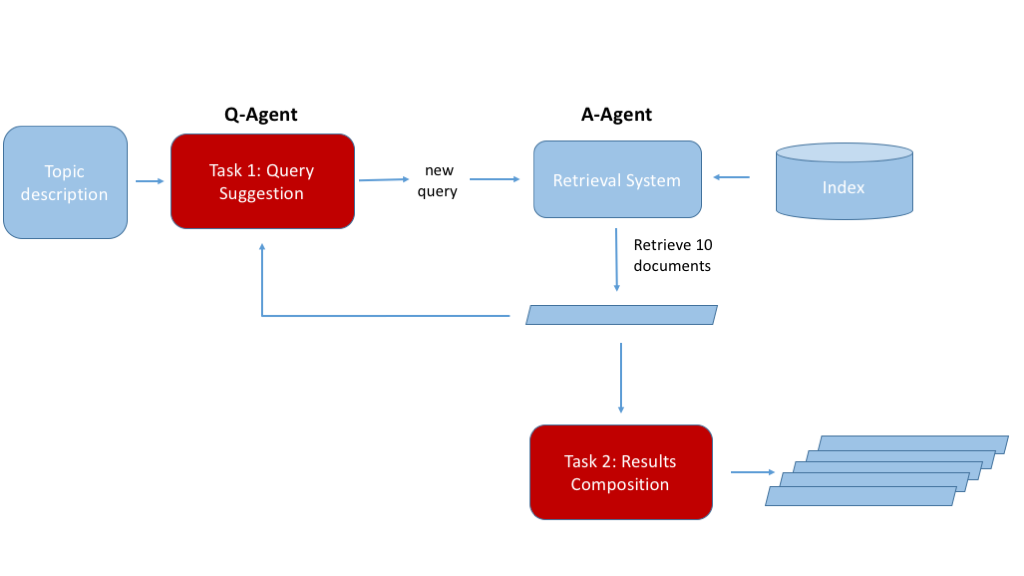 Q-Agent
A-Agent
Topic
description
Task 1: Query
Suggestion
new
query
Retrieval System
Index
Retrieve 10
documents
Task 2: Results
Composition